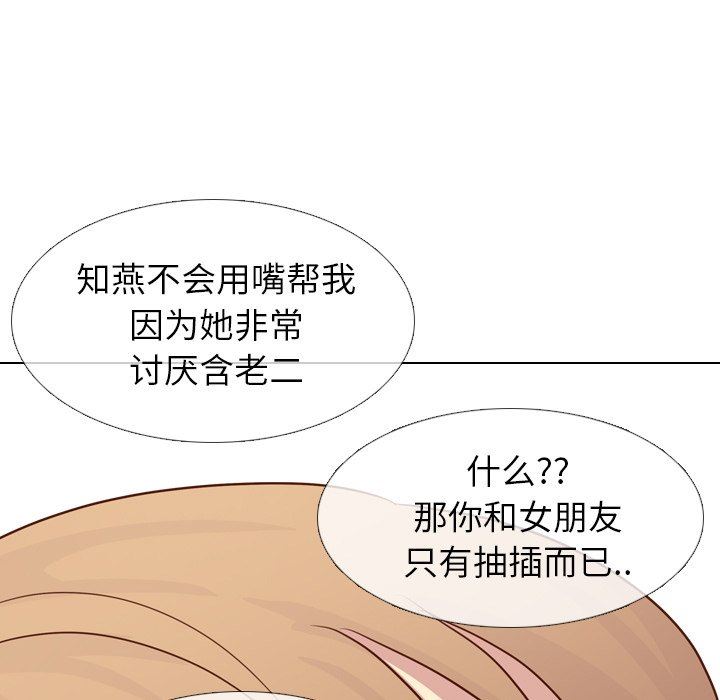 知燕不会用嘴帮我
因为她非常
讨厌含老二
什么??
那你和女朋友
只有抽插而已..